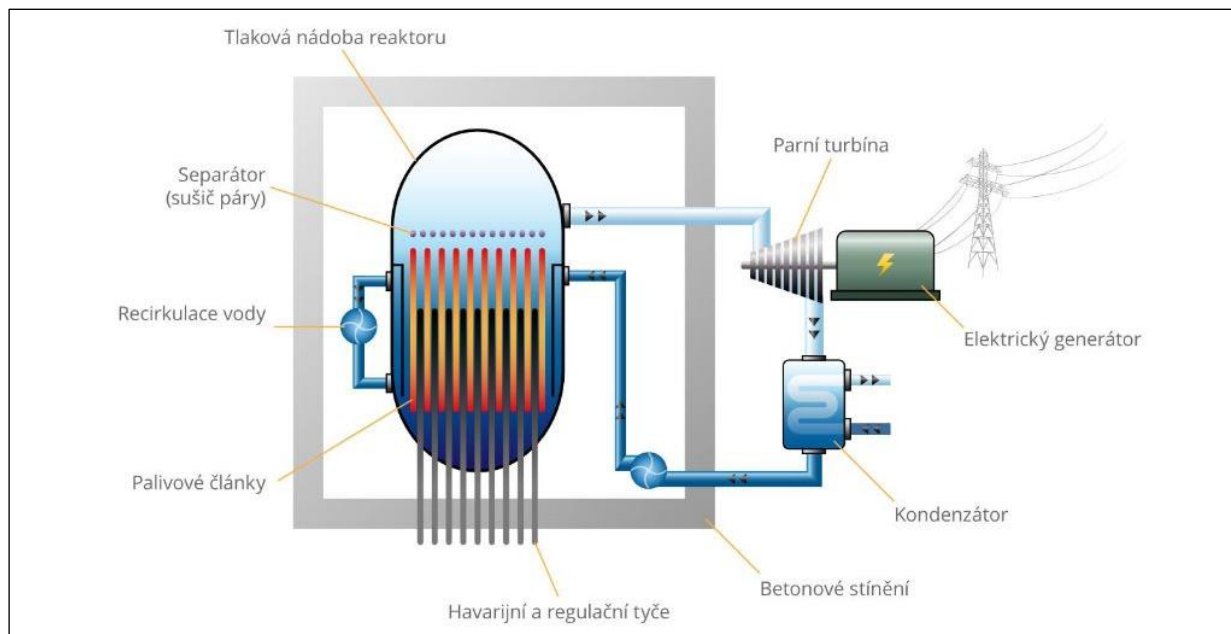 Tlaková nádoba reaktoru
Separátor
(sušič páry)
Recirkulace vody
Palivové články
Havarijní a regulační tyče
Parní turbína
Elektrický generátor
Kondenzátor
Betonové stínění